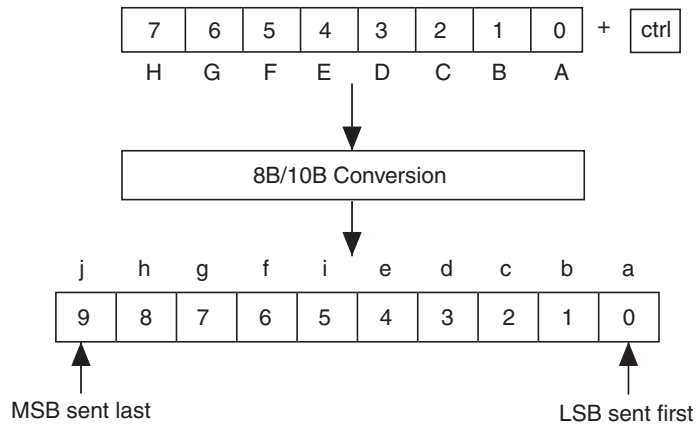 7 6 5 4 3 2 1 0 + ctrl
H G F E D C B A
8B/10B Conversion
j h g f i e d c b a
9 8 7 6 5 4 3 2 1 0
MSB sent last LSB sent first